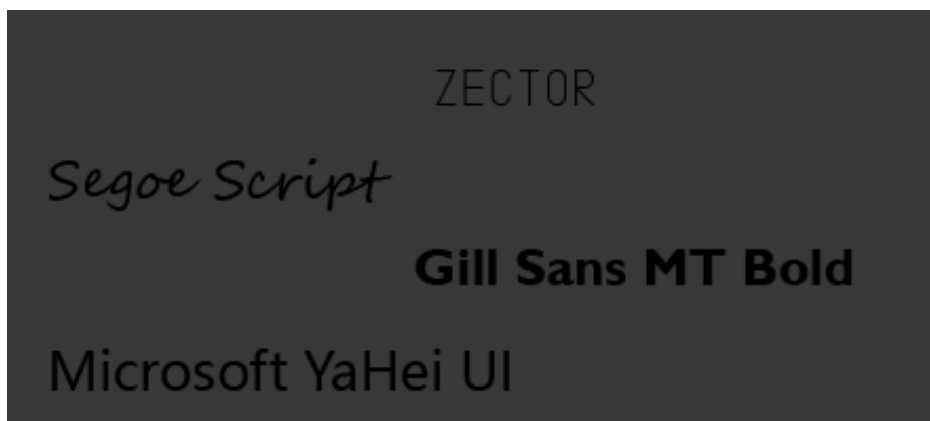 ZECTOR
Segoe Script
Gill Sans MT Bold
Microsoft YaHei UI